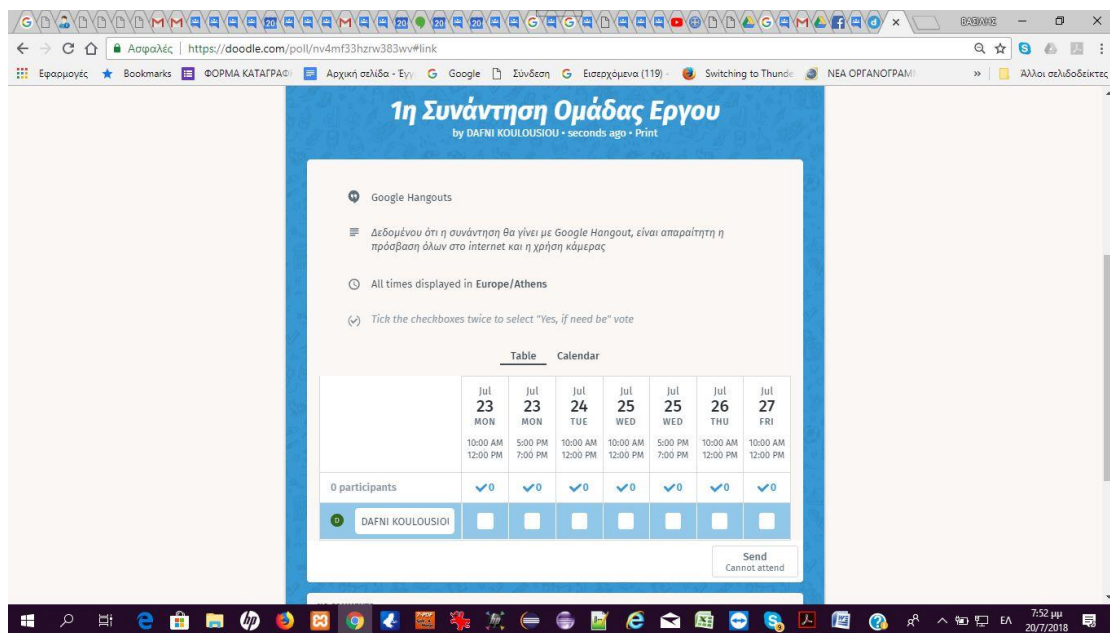 Ασφαλές https://doodle.com/poll/nv4mf33hzrw383wv#link
Εφαρμογές Bookmarks ΦΟΡΜΑ ΚΑΤΑΓΡΑΦ Αρχική σελίδα - Εγγ Google Σύνδεση Εισερχόμενα (119) - Switching to Thunde ΝΕΑ ΟΡΓΑΝΟΓΡΑΜ » Άλλοι σελιδοδείκτες
1η Συνάντηση Ομάδας Εργου
by DAFNI KOULOUSIOU • seconds ago • Print
Google Hangouts
Δεδομένου ότι η συνάντηση θα γίνει με Google Hangout, είναι απαραίτητη η
πρόσβαση όλων στο internet και η χρήση κάμερας
All times displayed in Europe/Athens
Tick the checkboxes twice to select "Yes, if need be" vote
Table Calendar
Jul Jul Jul Jul Jul Jul Jul
23 23 24 25 25 26 27
MON MON TUE WED WED THU FRI
10:00 AM 5:00 PM 10:00 AM 10:00 AM 5:00 PM 10:00 AM 10:00 AM
12:00 PM 7:00 PM 12:00 PM 12:00 PM 7:00 PM 12:00 PM 12:00 PM
0 participants 0 0 0 0 0 0 0
D DAFNI KOULOUSIO
Send
Cannot attend
7:52 μμ
ΕΛ
20/7/2018